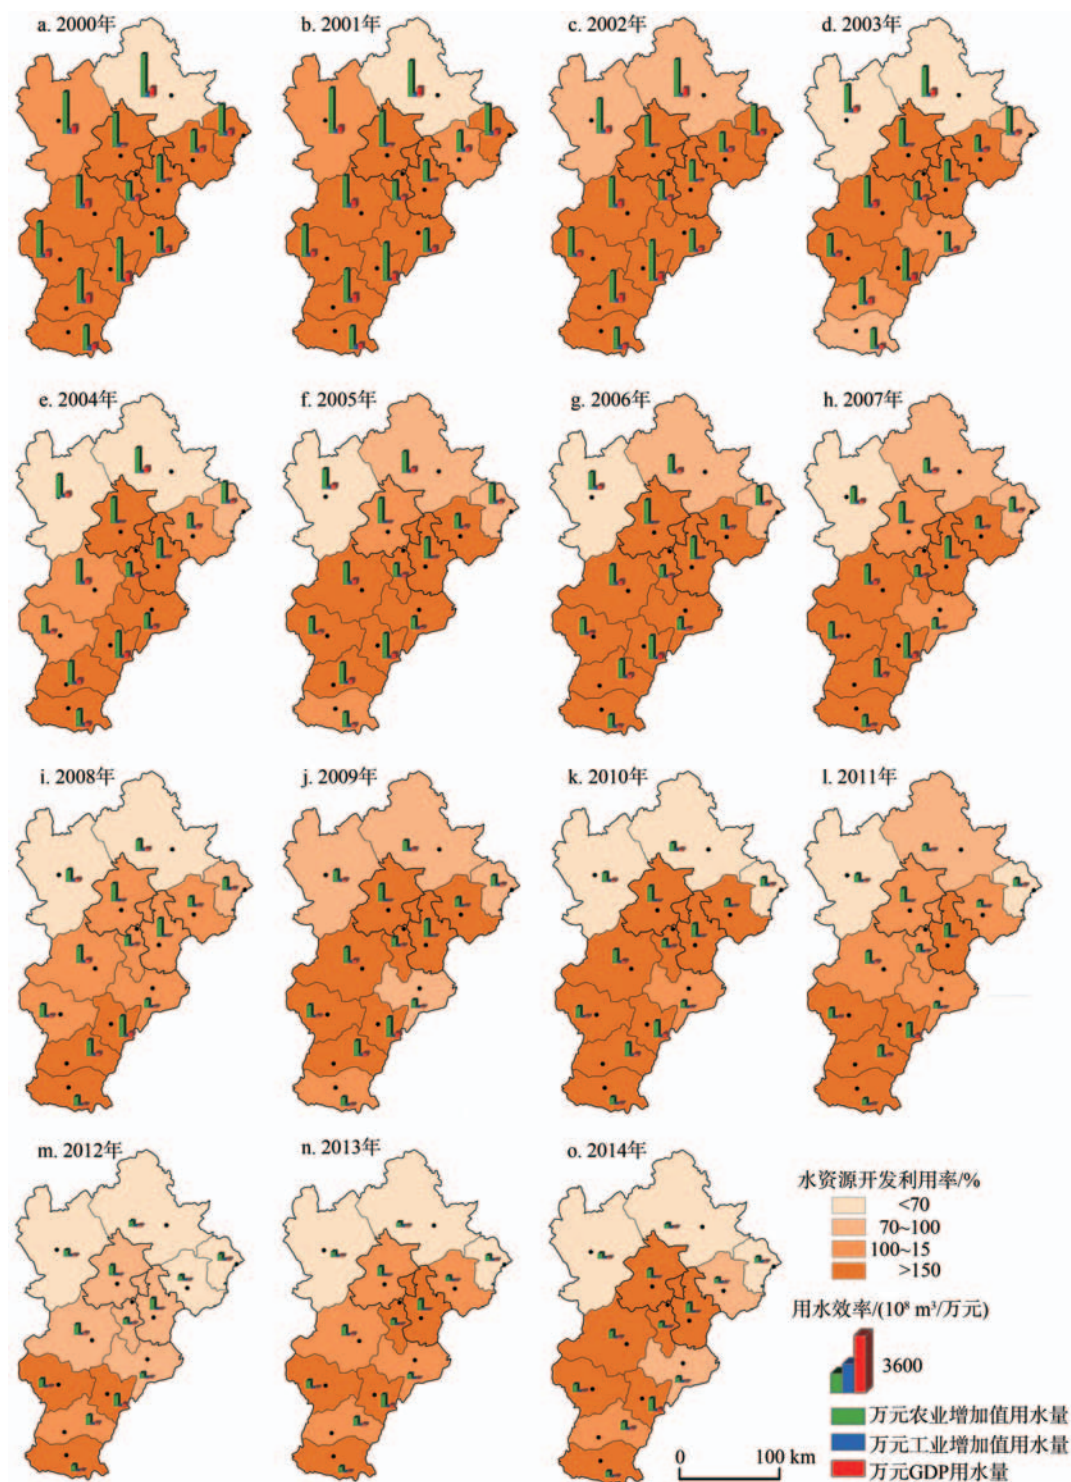 a. 2000年
b. 2001年
c. 2002年
d. 2003年
e. 2004年
f. 2005年
g. 2006年
h. 2007年
i. 2008年
j. 2009年
k. 2010年
l. 2011年
m. 2012年
n. 2013年
o. 2014年
水资源开发利用率/%
<70
70~100
100~15
>150
用水效率/(10⁸ m³/万元)
3600
万元农业增加值用水量
万元工业增加值用水量
万元GDP用水量
0 100 km